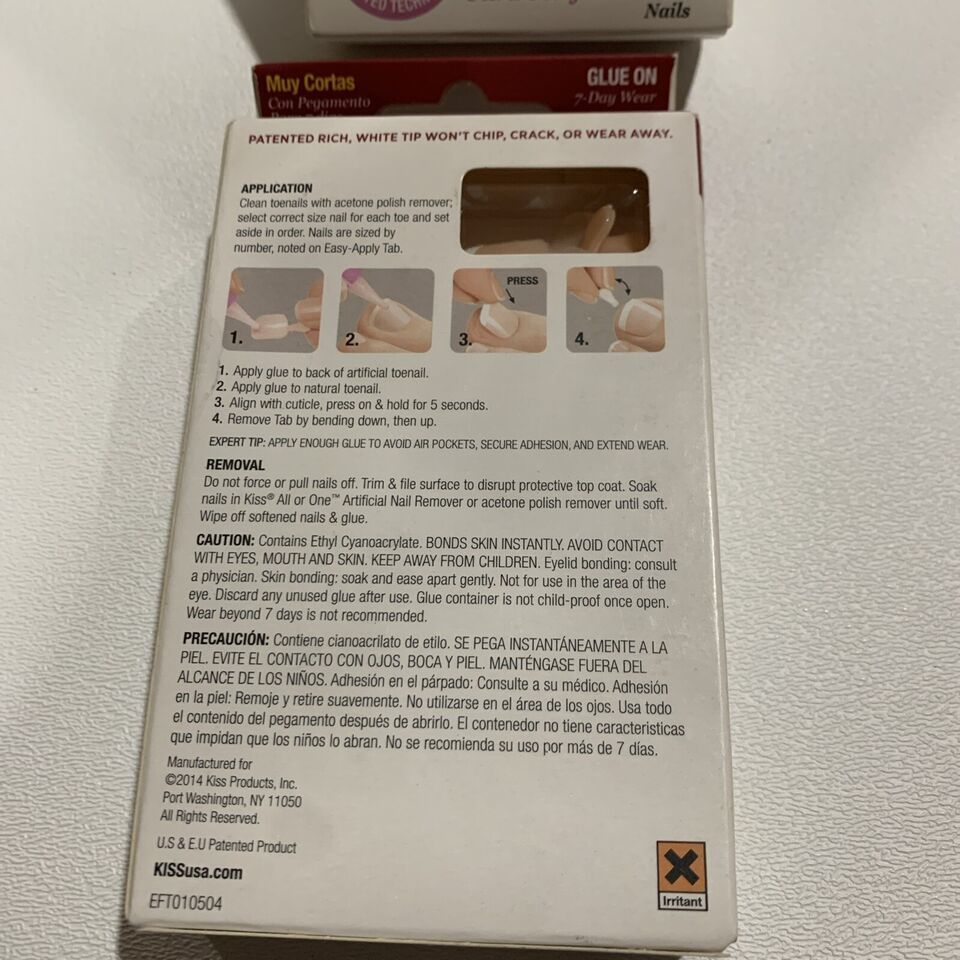 Nails
Muy Cortas
GLUE ON
Con Pegamento
7-Day Wear
PATENTED RICH, WHITE TIP WON'T CHIP, CRACK, OR WEAR AWAY.
APPLICATION
Clean toenails with acetone polish remover;
select correct size nail for each toe and set
aside in order. Nails are sized by
number, noted on Easy-Apply Tab.
1.
2.
PRESS
3.
4.
1. Apply glue to back of artificial toenail.
2. Apply glue to natural toenail.
3. Align with cuticle, press on & hold for 5 seconds.
4. Remove Tab by bending down, then up.
EXPERT TIP: APPLY ENOUGH GLUE TO AVOID AIR POCKETS, SECURE ADHESION, AND EXTEND WEAR.
REMOVAL
Do not force or pull nails off. Trim & file surface to disrupt protective top coat. Soak
nails in Kiss® All or One™ Artificial Nail Remover or acetone polish remover until soft.
Wipe off softened nails & glue.
CAUTION: Contains Ethyl Cyanoacrylate. BONDS SKIN INSTANTLY. AVOID CONTACT
WITH EYES, MOUTH AND SKIN. KEEP AWAY FROM CHILDREN. Eyelid bonding: consult
a physician. Skin bonding: soak and ease apart gently. Not for use in the area of the
eye. Discard any unused glue after use. Glue container is not child-proof once open.
Wear beyond 7 days is not recommended.
PRECAUCIÓN: Contiene cianoacrilato de etilo. SE PEGA INSTANTÁNEAMENTE A LA
PIEL. EVITE EL CONTACTO CON OJOS, BOCA Y PIEL. MANTÉNGASE FUERA DEL
ALCANCE DE LOS NIÑOS. Adhesión en el párpado: Consulte a su médico. Adhesión
en la piel: Remoje y retire suavemente. No utilizarse en el área de los ojos. Usa todo
el contenido del pegamento después de abrirlo. El contenedor no tiene caracteristicas
que impidan que los niños lo abran. No se recomienda su uso por más de 7 días.
Manufactured for
©2014 Kiss Products, Inc.
Port Washington, NY 11050
All Rights Reserved.
U.S & E.U Patented Product
KISSusa.com
EFT010504
Irritant